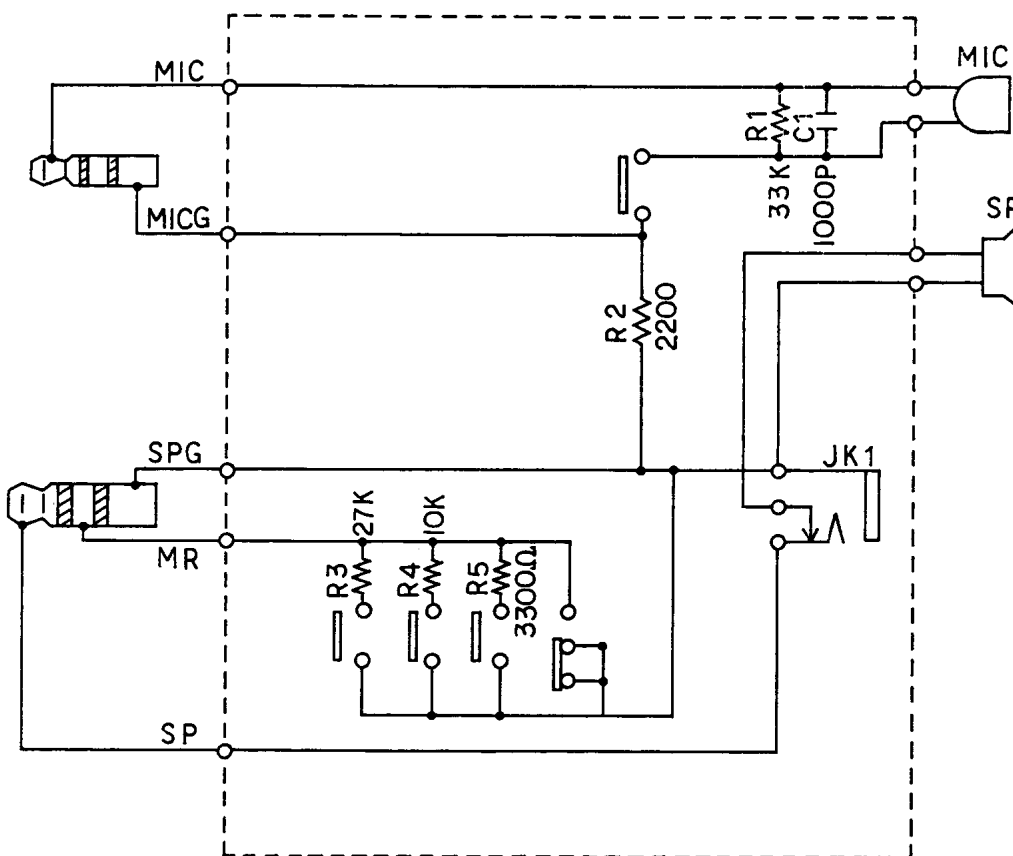 MIC
MIC
R1
33K
C1
1000P
MICG
SP
R2
2200
SPG
JK1
27K
10K
MR
R3
R4
R5
3300Ω
SP